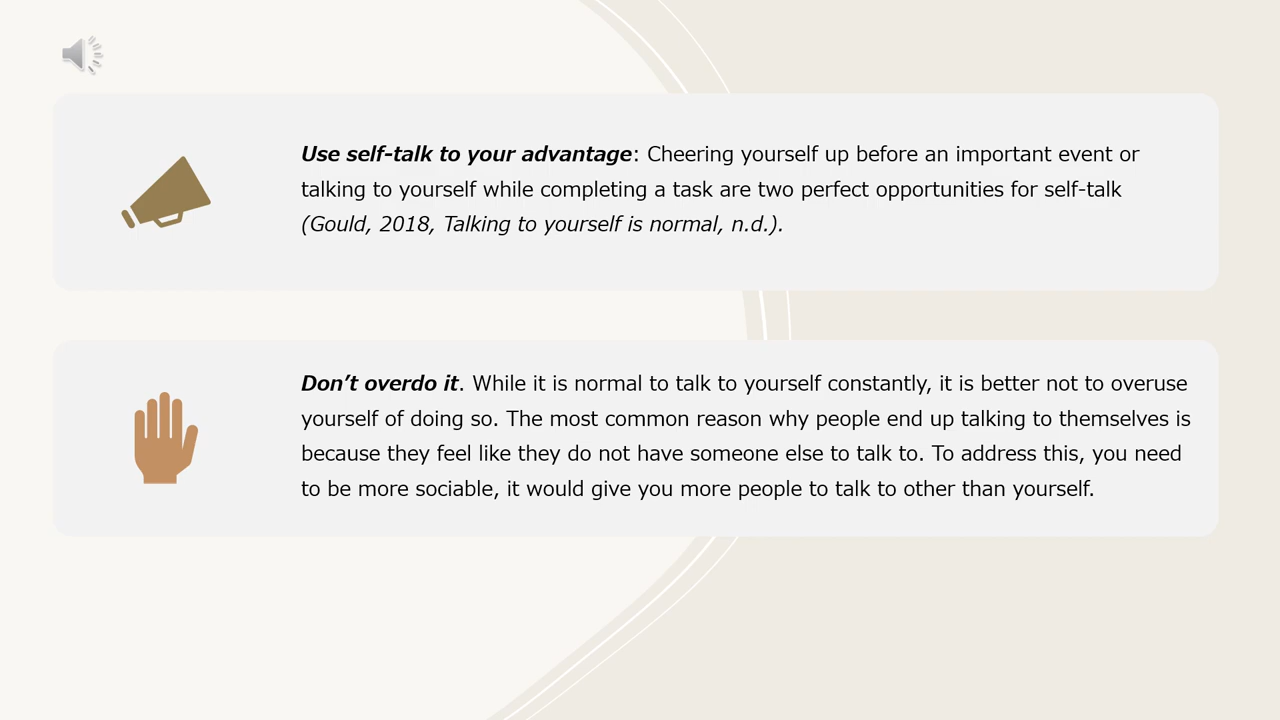 Use self-talk to your advantage: Cheering yourself up before an important event or
talking to yourself while completing a task are two perfect opportunities for self-talk
(Gould, 2018, Talking to yourself is normal, n.d.).
Don’t overdo it. While it is normal to talk to yourself constantly, it is better not to overuse
yourself of doing so. The most common reason why people end up talking to themselves is
because they feel like they do not have someone else to talk to. To address this, you need
to be more sociable, it would give you more people to talk to other than yourself.